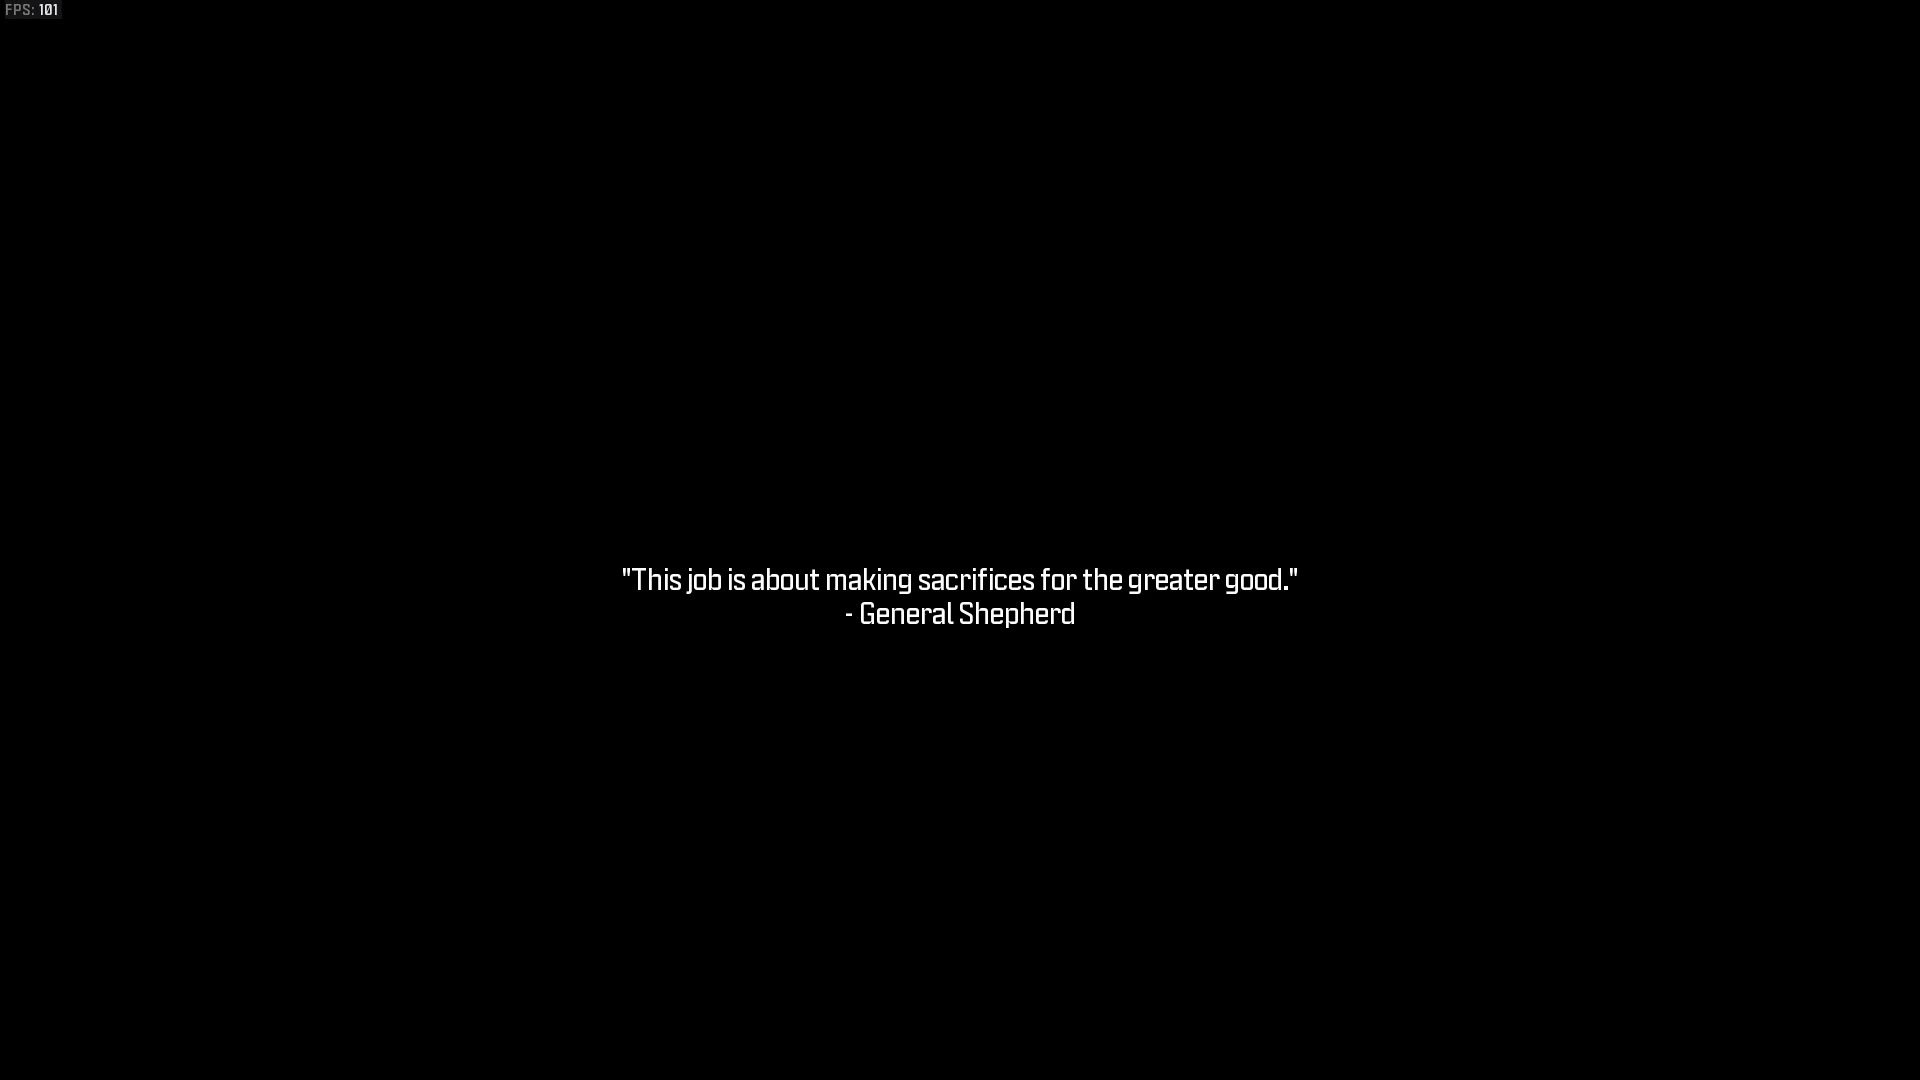 FPS: 101
"This job is about making sacrifices for the greater good."
- General Shepherd